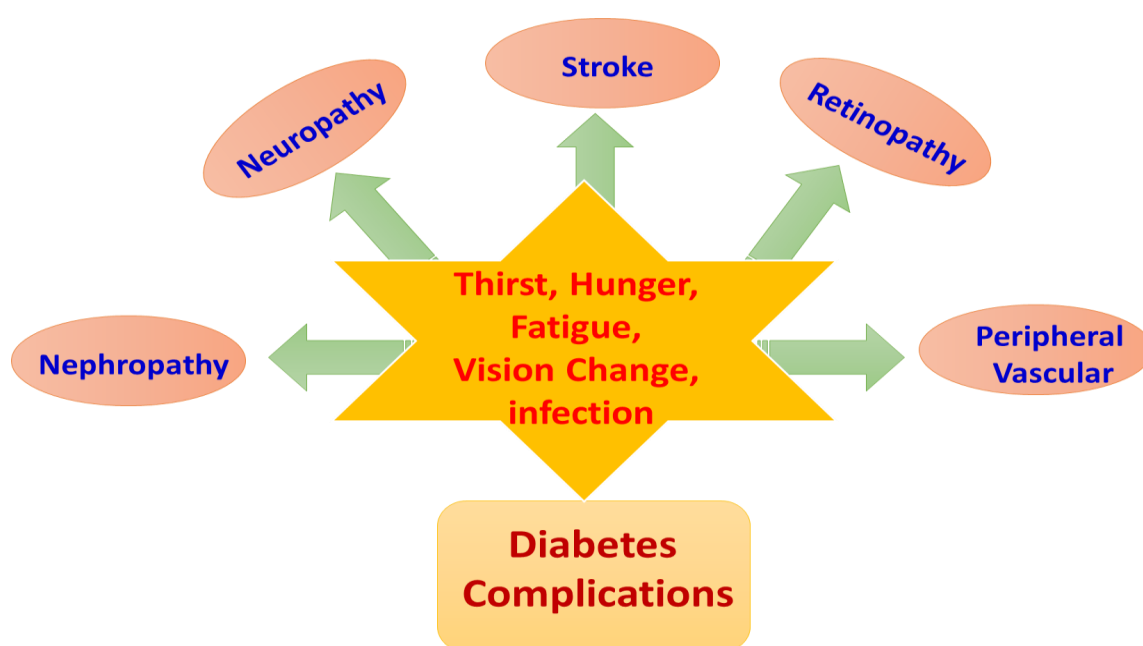 Stroke
Neuropathy
Retinopathy
Thirst, Hunger,
Fatigue,
Vision Change,
infection
Nephropathy
Peripheral
Vascular
Diabetes
Complications